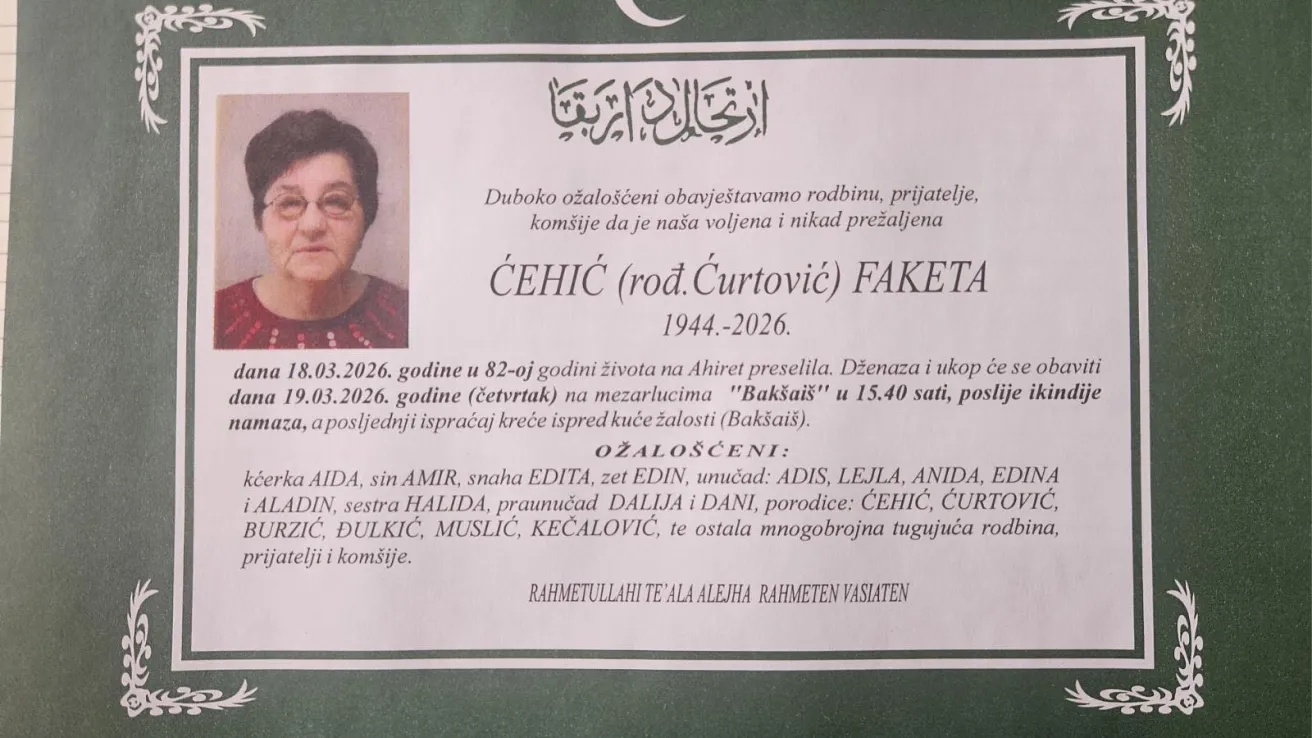 ارتحال دار بقا
Duboko ožalošćeni obavještavamo rodbinu, prijatelje,
komšije da je naša voljena i nikad prežaljena
ĆEHIĆ (rođ.Ćurtović) FAKETA
1944.-2026.
dana 18.03.2026. godine u 82-oj godini života na Ahiret preselila. Dženaza i ukop će se obaviti
dana 19.03.2026. godine (četvrtak) na mezarlucima "Bakšaiš" u 15.40 sati, poslije ikindije
namaza, a posljednji ispraćaj kreće ispred kuće žalosti (Bakšaiš).
OŽALOŠĆENI:
kćerka AIDA, sin AMIR, snaha EDITA, zet EDIN, unučad: ADIS, LEJLA, ANIDA, EDINA
i ALADIN, sestra HALIDA, praunučad DALIJA i DANI, porodice: ĆEHIĆ, ĆURTOVIĆ,
BURZIĆ, ĐULKIĆ, MUSLIĆ, KEČALOVIĆ, te ostala mnogobrojna tugujuća rodbina,
prijatelji i komšije.
RAHMETULLAHI TE'ALA ALEJHA RAHMETEN VASIATEN